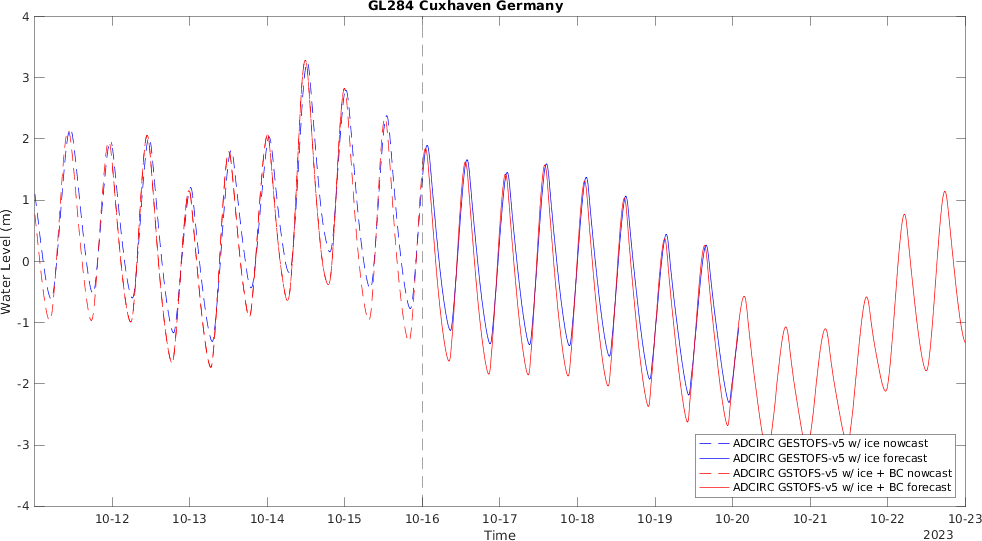 GL284 Cuxhaven Germany
4
3
2
1
0
-1
-2
-3
-4
Water Level (m)
ADCIRC GESTOFS-v5 w/ ice nowcast
ADCIRC GESTOFS-v5 w/ ice forecast
ADCIRC GSTOFS-v5 w/ ice + BC nowcast
ADCIRC GSTOFS-v5 w/ ice + BC forecast
10-12 10-13 10-14 10-15 10-16 10-17 10-18 10-19 10-20 10-21 10-22 10-23
Time
2023